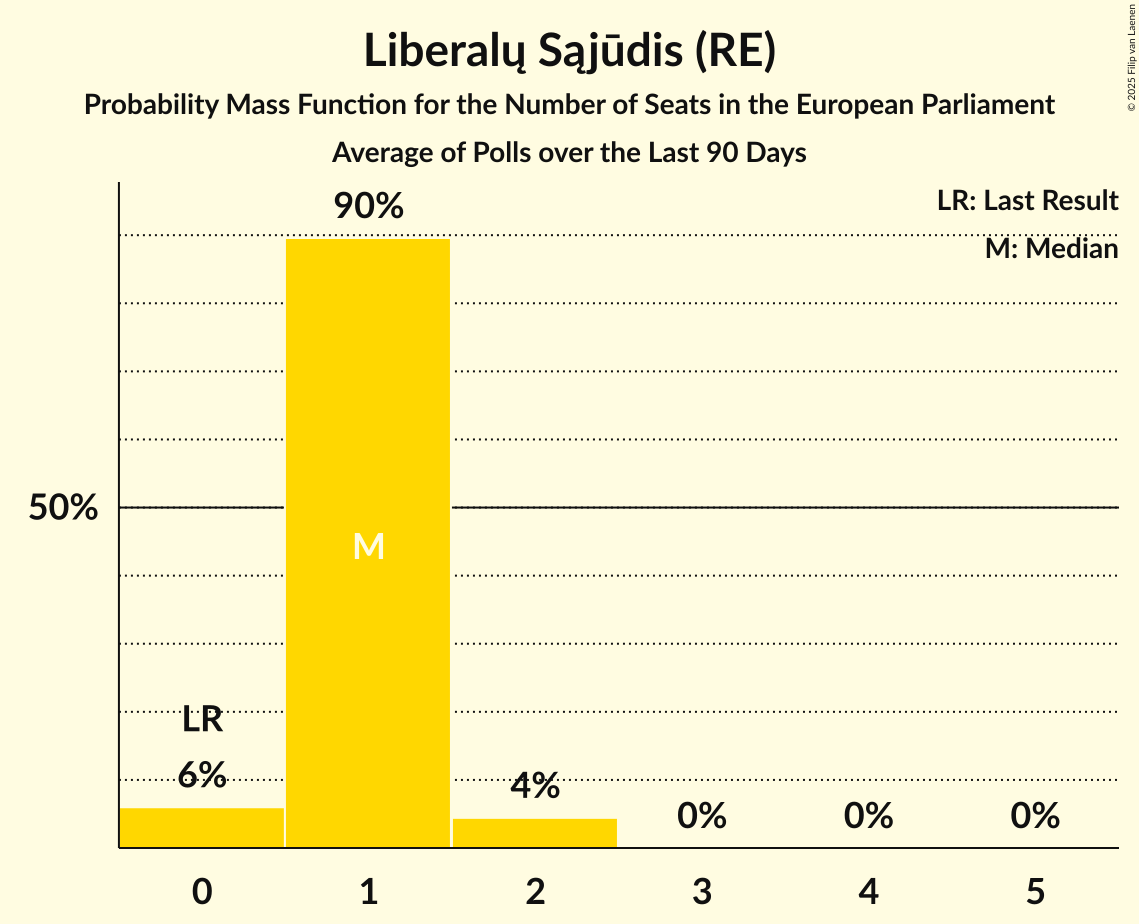 Liberalų Sąjūdis (RE)
Probability Mass Function for the Number of Seats in the European Parliament
Average of Polls over the Last 90 Days
© 2025 Filip van Laenen
LR: Last Result
M: Median
90%
50%
M
LR
6%
4%
0%
0%
0%
0
1
2
3
4
5